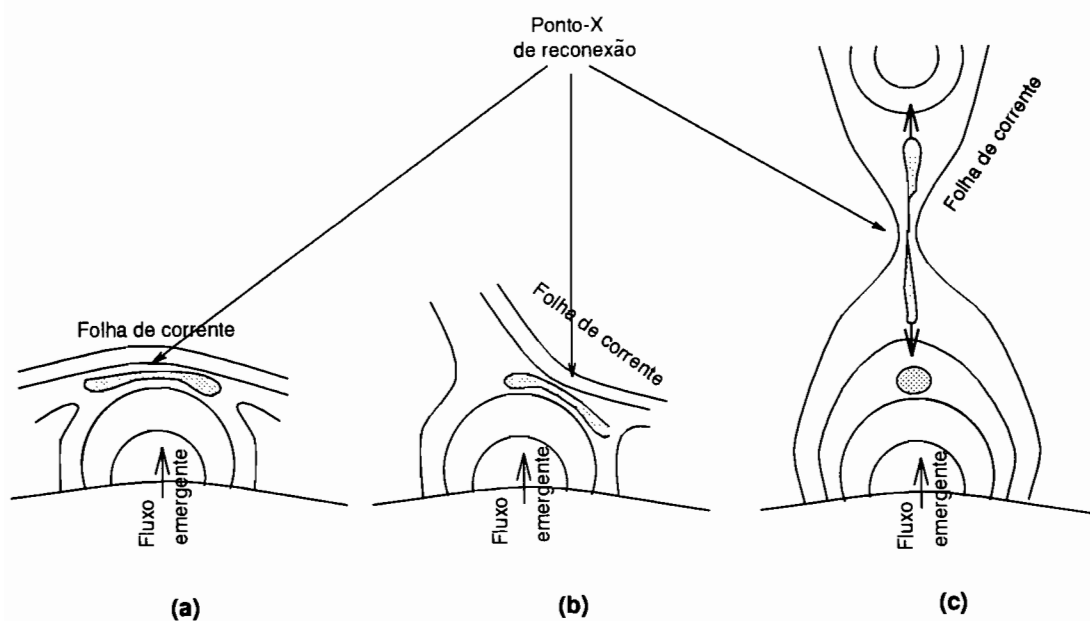 Ponto-X
de reconexão
Folha de corrente
Folha de corrente
Folha de corrente
Fluxo
emergente
Fluxo
emergente
Fluxo
emergente
(a)
(b)
(c)